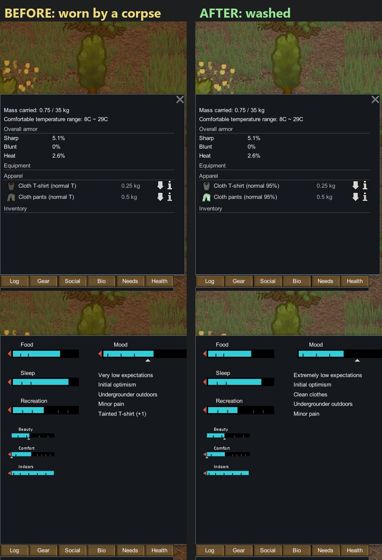 BEFORE: worn by a corpse
Mass carried: 0.75 / 35 kg
Comfortable temperature range: 8C ~ 29C
Overall armor
Sharp 5.1%
Blunt 0%
Heat 2.6%
Equipment
Apparel
Cloth T-shirt (normal T) 0.25 kg
Cloth pants (normal T) 0.5 kg
Inventory
Log Gear Social Bio Needs Health
Food
Sleep
Recreation
Beauty
Comfort
Indoors
Mood
Very low expectations
Initial optimism
Undergrounder outdoors
Minor pain
Tainted T-shirt (+1)
Log Gear Social Bio Needs Health
AFTER: washed
Mass carried: 0.75 / 35 kg
Comfortable temperature range: 8C ~ 29C
Overall armor
Sharp 5.1%
Blunt 0%
Heat 2.6%
Equipment
Apparel
Cloth T-shirt (normal 95%) 0.25 kg
Cloth pants (normal 95%) 0.5 kg
Inventory
Log Gear Social Bio Needs Health
Food
Sleep
Recreation
Beauty
Comfort
Indoors
Mood
Extremely low expectations
Initial optimism
Clean clothes
Undergrounder outdoors
Minor pain
Log Gear Social Bio Needs Health